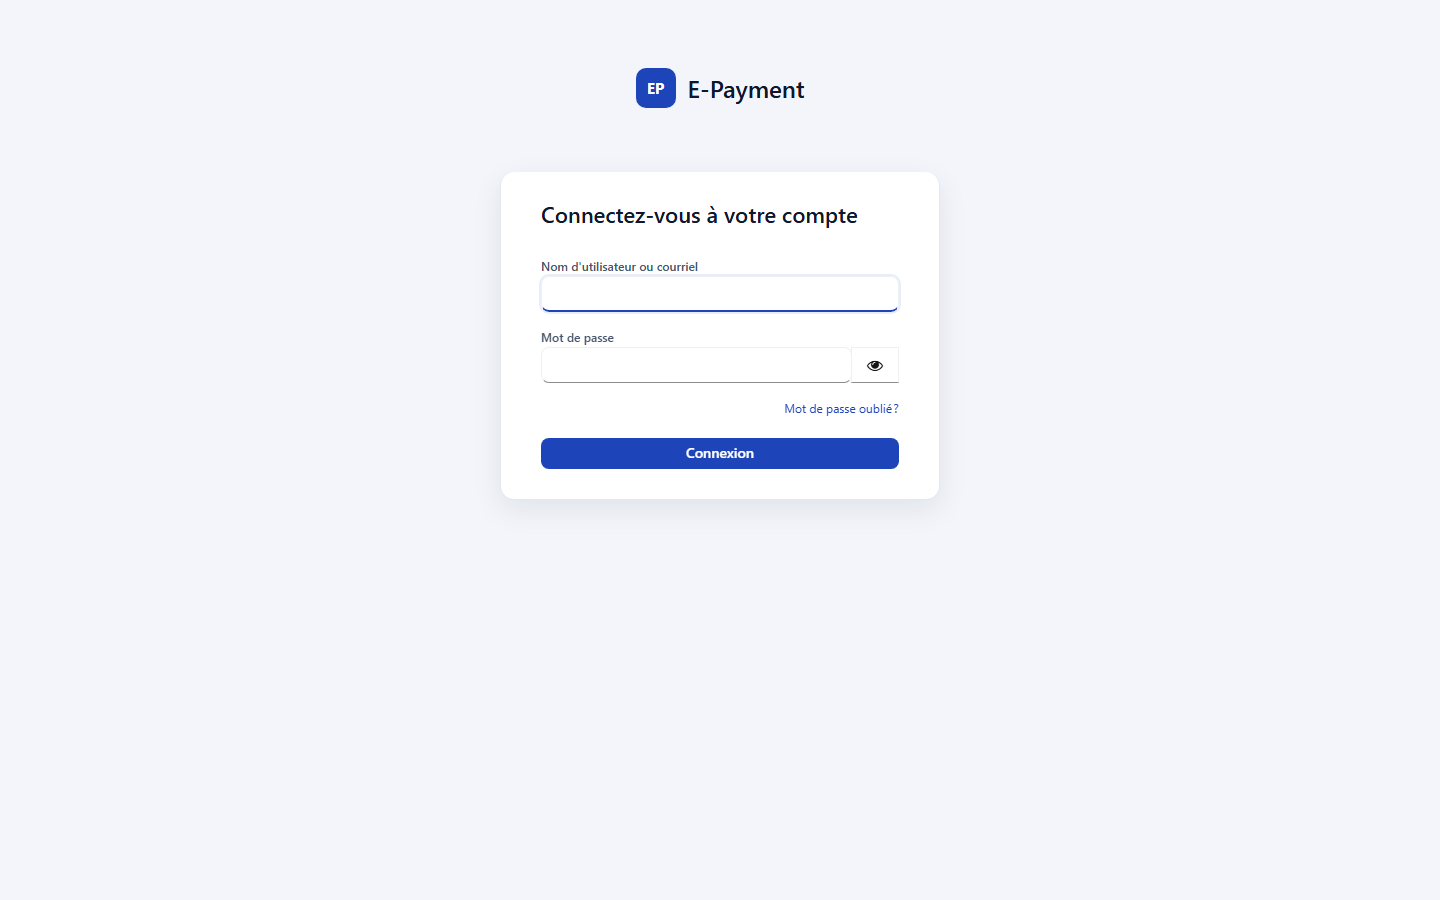 EP E-Payment
Connectez-vous à votre compte
Nom d'utilisateur ou courriel
Mot de passe
Mot de passe oublié?
Connexion